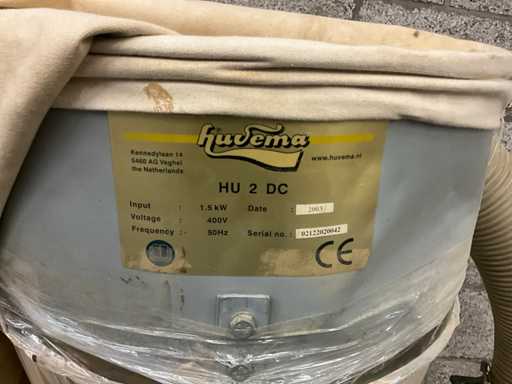 huvema
Kennedylaan 14
5460 AG Veghel
the Netherlands
www.huvema.nl
HU 2 DC
Input : 1.5 kW Date : 2003/
Voltage : 400V
Frequency : 50Hz Serial no.: 02122020042
CE